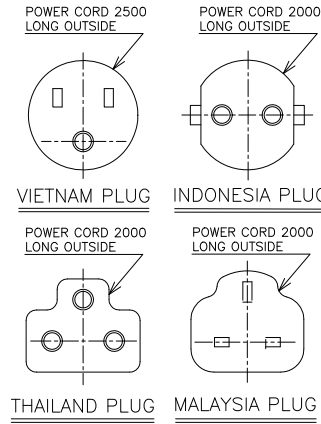 POWER CORD 2500
LONG OUTSIDE
POWER CORD 2000
LONG OUTSIDE
VIETNAM PLUG
INDONESIA PLUG
POWER CORD 2000
LONG OUTSIDE
POWER CORD 2000
LONG OUTSIDE
THAILAND PLUG
MALAYSIA PLUG